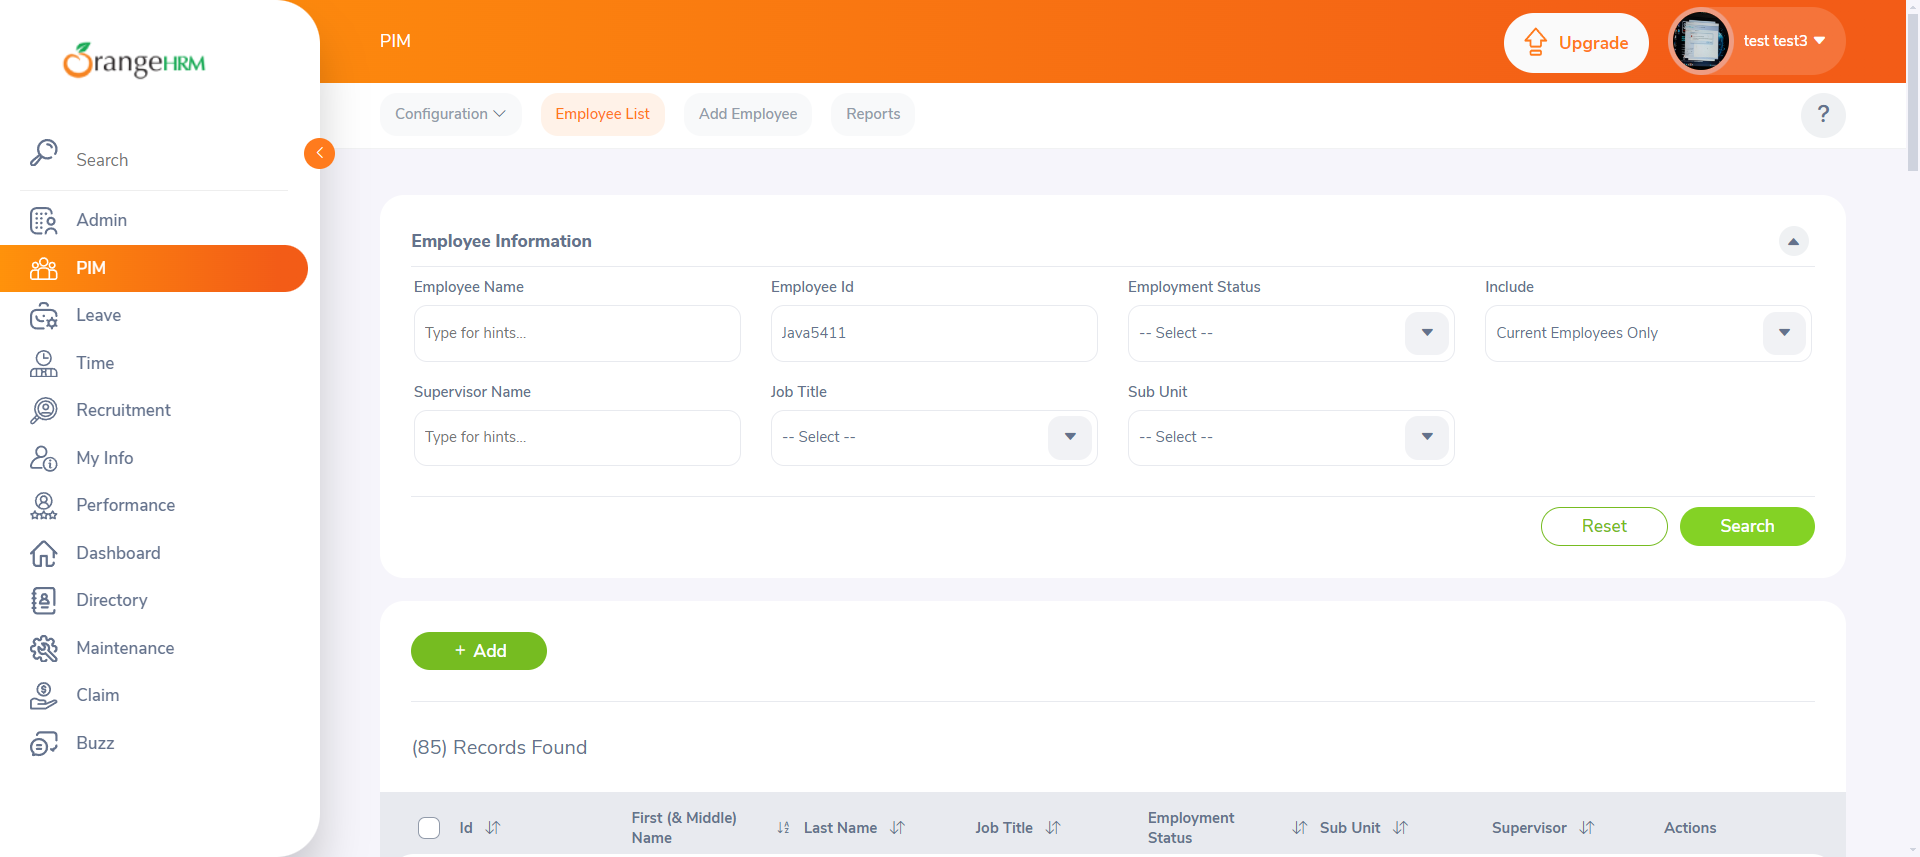 OrangeHRM
PIM
Upgrade
test test3
Configuration
Employee List
Add Employee
Reports
?
Search
Admin
PIM
Leave
Time
Recruitment
My Info
Performance
Dashboard
Directory
Maintenance
Claim
Buzz
Employee Information
Employee Name
Employee Id
Employment Status
Include
Type for hints...
Java5411
-- Select --
Current Employees Only
Supervisor Name
Job Title
Sub Unit
Type for hints...
-- Select --
-- Select --
Reset
Search
+ Add
(85) Records Found
Id
First (& Middle)
Name
Last Name
Job Title
Employment
Status
Sub Unit
Supervisor
Actions